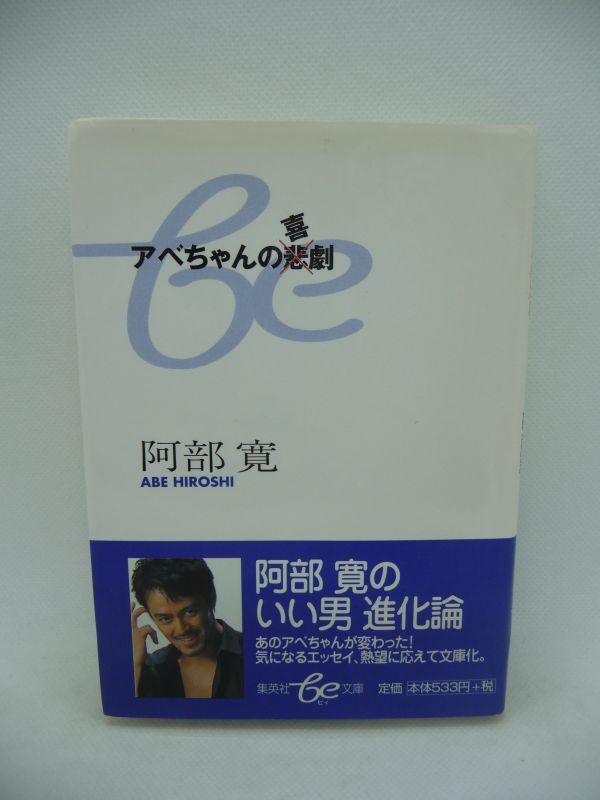 be
喜
アベちゃんの悲劇
阿部 寛
ABE HIROSHI
阿部 寛の
いい男 進化論
あのアベちゃんが変わった!
気になるエッセイ、熱望に応えて文庫化。
集英社 be 文庫 定価 本体533円+税
ビィ